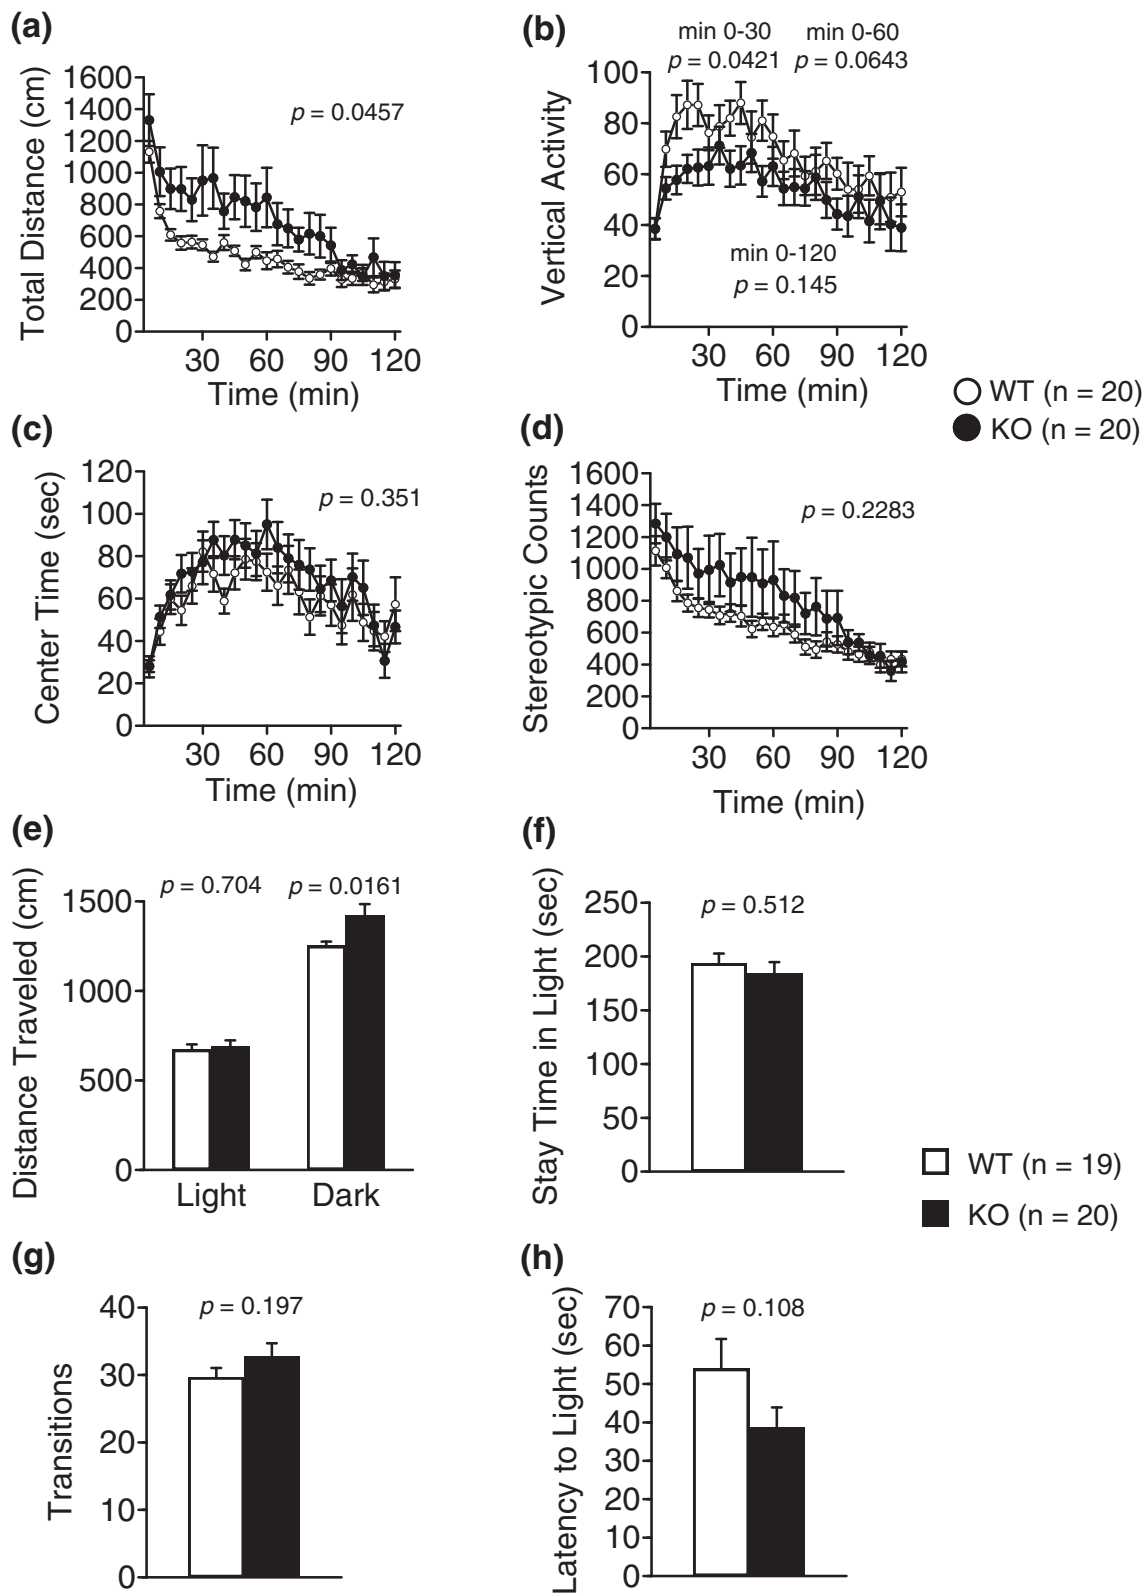 (a)
Total Distance (cm)
1600
1400
1200
1000
800
600
400
200
0
p = 0.0457
30 60 90 120
Time (min)
(b)
min 0-30 min 0-60
p = 0.0421 p = 0.0643
Vertical Activity
100
80
60
40
20
0
min 0-120
p = 0.145
30 60 90 120
Time (min)
WT (n = 20)
KO (n = 20)
(c)
Center Time (sec)
120
100
80
60
40
20
0
p = 0.351
30 60 90 120
Time (min)
(d)
Stereotypic Counts
1600
1400
1200
1000
800
600
400
200
0
p = 0.2283
30 60 90 120
Time (min)
(e)
Distance Traveled (cm)
1500
1000
500
0
p = 0.704 p = 0.0161
Light Dark
(f)
Stay Time in Light (sec)
250
200
150
100
50
0
p = 0.512
WT (n = 19)
KO (n = 20)
(g)
Transitions
40
30
20
10
0
p = 0.197
(h)
Latency to Light (sec)
70
60
50
40
30
20
10
0
p = 0.108